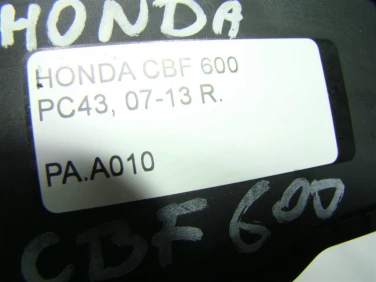 HONDA
HONDA CBF 600
PC43, 07-13 R.
PA.A010
CBF 600